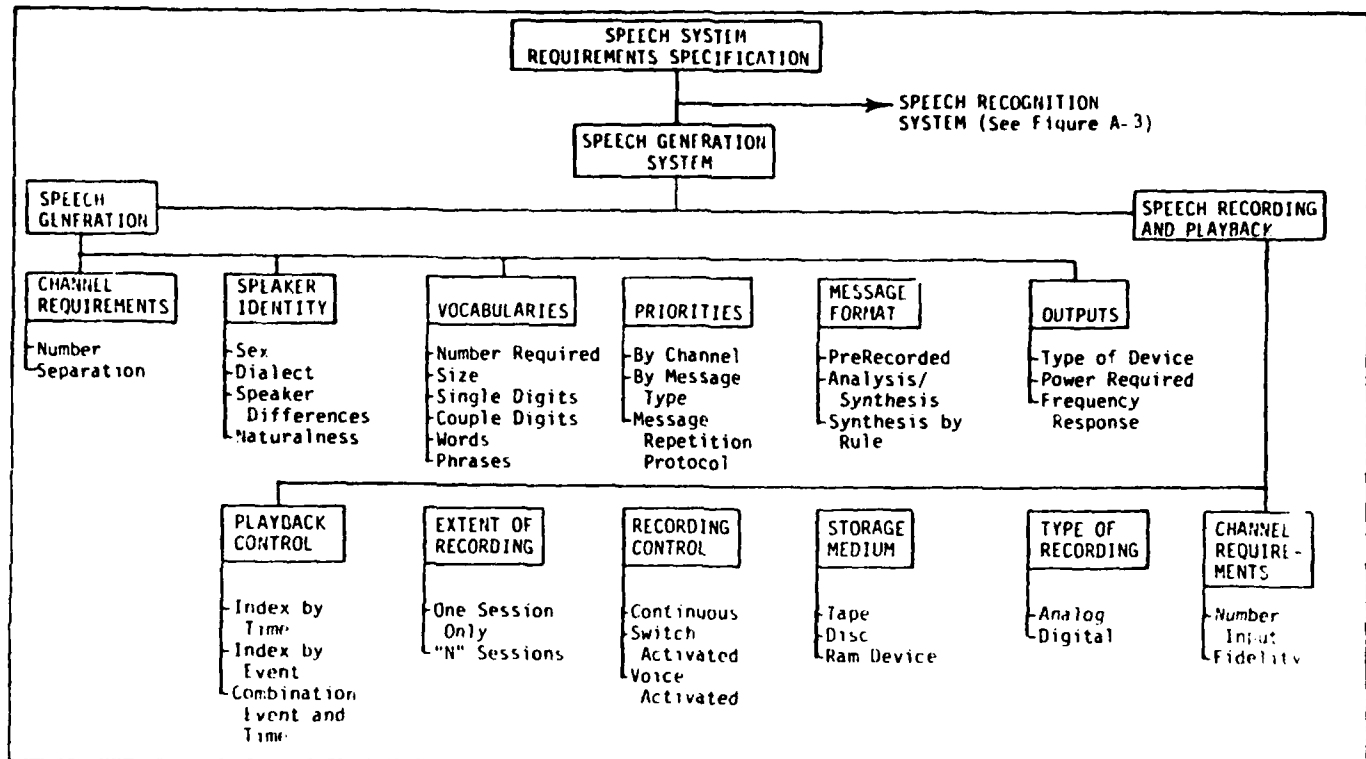 SPEECH SYSTEM
REQUIREMENTS SPECIFICATION
SPEECH RECOGNITION
SYSTEM (See Figure A-3)
SPEECH GENERATION
SYSTEM
SPEECH
GENERATION
SPEECH RECORDING
AND PLAYBACK
CHANNEL
REQUIREMENTS
Number
Separation
SPEAKER
IDENTITY
Sex
Dialect
Speaker
Differences
Naturalness
VOCABULARIES
Number Required
Size
Single Digits
Couple Digits
Words
Phrases
PRIORITIES
By Channel
By Message
Type
Message
Repetition
Protocol
MESSAGE
FORMAT
PreRecorded
Analysis/
Synthesis
Synthesis by
Rule
OUTPUTS
Type of Device
Power Required
Frequency
Response
PLAYBACK
CONTROL
Index by
Time
Index by
Event
Combination
Event and
Time
EXTENT OF
RECORDING
One Session
Only
"N" Sessions
RECORDING
CONTROL
Continuous
Switch
Activated
Voice
Activated
STORAGE
MEDIUM
Tape
Disc
Ram Device
TYPE OF
RECORDING
Analog
Digital
CHANNEL
REQUIRE-
MENTS
Number
Input
Fidelity